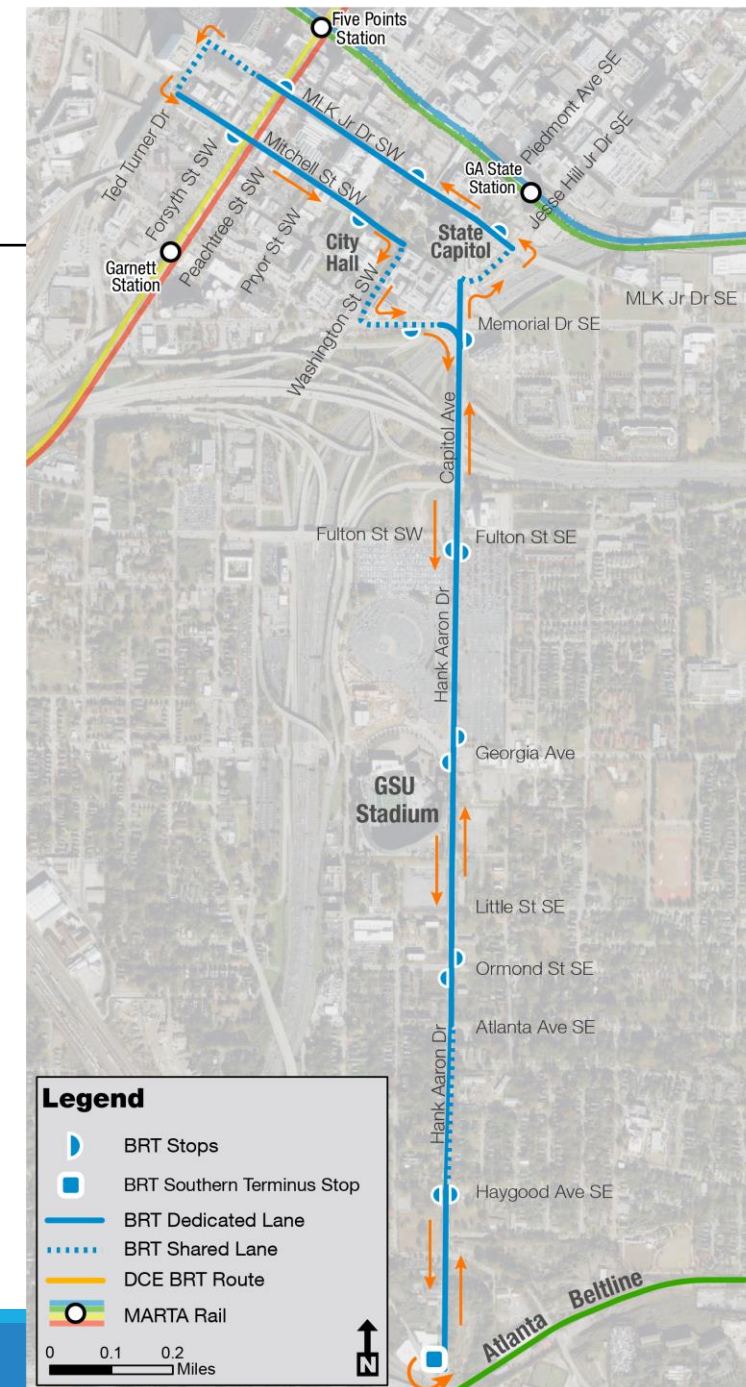 Five Points
Station
Piedmont Ave SE
Jesse Hill Jr Dr SE
MLK Jr Dr SW
GA State
Station
Ted Turner Dr
Forsyth St SW
Mitchell St SW
Peachtree St SW
Pryor St SW
Garnett
Station
City
Hall
State
Capitol
Washington St SW
MLK Jr Dr SE
Memorial Dr SE
Capitol Ave
Fulton St SW
Fulton St SE
Hank Aaron Dr
Georgia Ave
GSU
Stadium
Little St SE
Ormond St SE
Atlanta Ave SE
Hank Aaron Dr
Haygood Ave SE
Atlanta Beltline
Legend
BRT Stops
BRT Southern Terminus Stop
BRT Dedicated Lane
BRT Shared Lane
DCE BRT Route
MARTA Rail
0 0.1 0.2
Miles
N